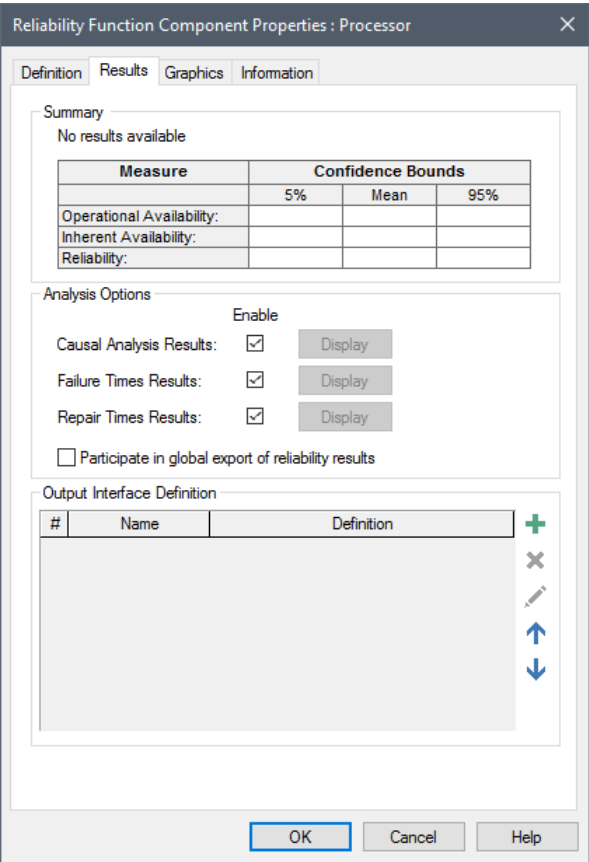 Reliability Function Component Properties : Processor
Definition Results Graphics Information
Summary
No results available
Measure Confidence Bounds
5% Mean 95%
Operational Availability:
Inherent Availability:
Reliability:
Analysis Options
Enable
Causal Analysis Results: Display
Failure Times Results: Display
Repair Times Results: Display
Participate in global export of reliability results
Output Interface Definition
# Name Definition
OK Cancel Help